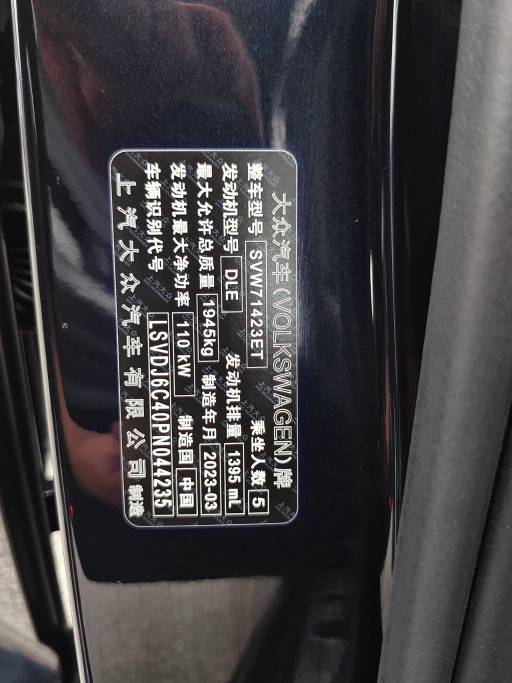 大众汽车(VOLKSWAGEN)牌
整车型号 SVW71423ET 乘坐人数 5
发动机型号 DLE 发动机排量 1395 mL
最大允许总质量 1945kg 制造年月 2023-03
发动机最大净功率 110 kW 制造国 中国
车辆识别代号 LSVDJ6C40PN044235
上汽大众汽车有限公司 制造